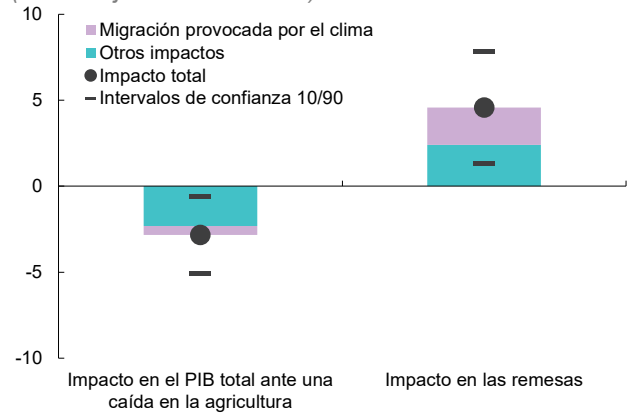 10
Migración provocada por el clima
Otros impactos
Impacto total
Intervalos de confianza 10/90
5
0
-5
-10
Impacto en el PIB total ante una
caída en la agricultura
Impacto en las remesas